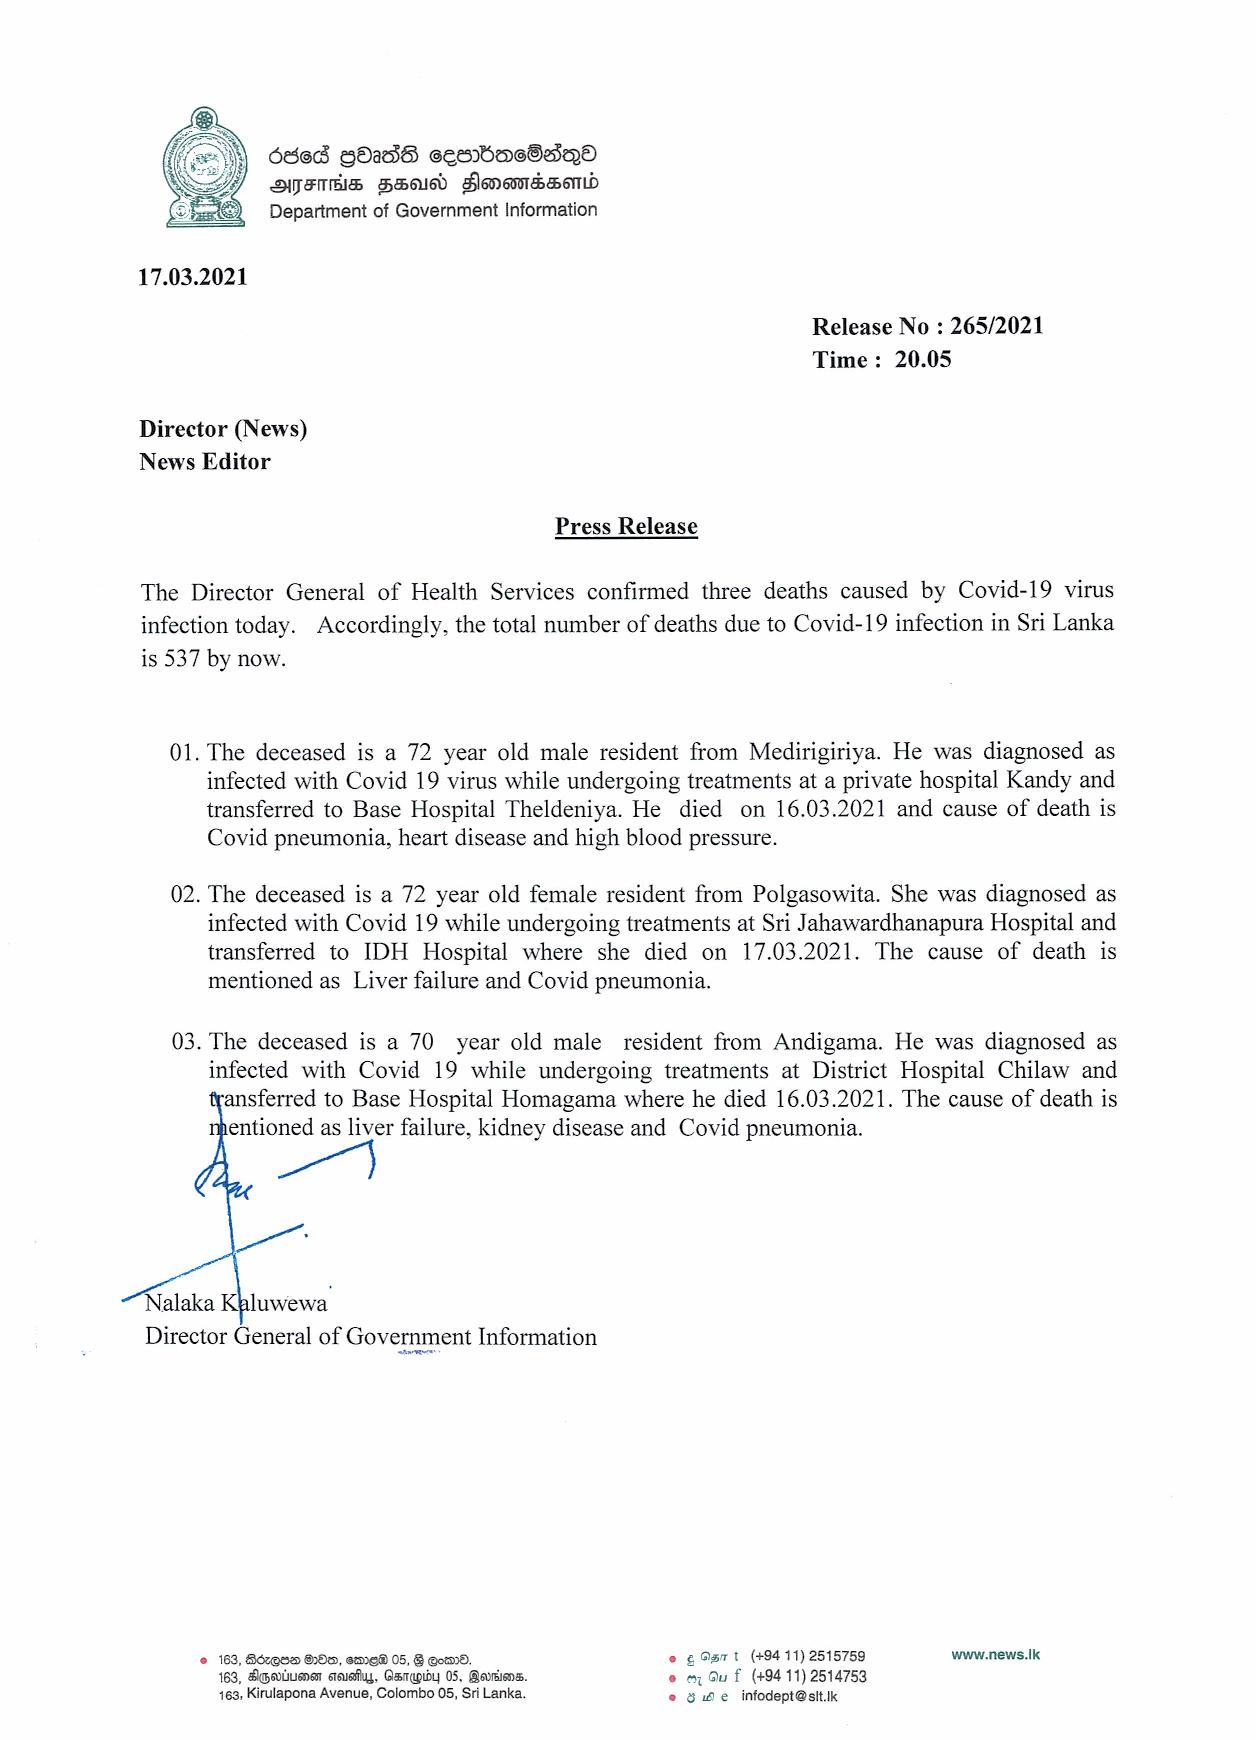 රජයේ ප්‍රවෘත්ති දෙපාර්තමේන්තුව
அரசாங்க தகவல் திணைக்களம்
Department of Government Information
17.03.2021
Release No : 265/2021
Time : 20.05
Director (News)
News Editor
Press Release
The Director General of Health Services confirmed three deaths caused by Covid-19 virus
infection today. Accordingly, the total number of deaths due to Covid-19 infection in Sri Lanka
is 537 by now.
01. The deceased is a 72 year old male resident from Medirigiriya. He was diagnosed as
infected with Covid 19 virus while undergoing treatments at a private hospital Kandy and
transferred to Base Hospital Theldeniya. He died on 16.03.2021 and cause of death is
Covid pneumonia, heart disease and high blood pressure.
02. The deceased is a 72 year old female resident from Polgasowita. She was diagnosed as
infected with Covid 19 while undergoing treatments at Sri Jahawardhanapura Hospital and
transferred to IDH Hospital where she died on 17.03.2021. The cause of death is
mentioned as Liver failure and Covid pneumonia.
03. The deceased is a 70 year old male resident from Andigama. He was diagnosed as
infected with Covid 19 while undergoing treatments at District Hospital Chilaw and
transferred to Base Hospital Homagama where he died 16.03.2021. The cause of death is
mentioned as liver failure, kidney disease and Covid pneumonia.
Nalaka Kaluwewa
Director General of Government Information
163, කිරුලපන මාවත, කොළඹ 05, ශ්‍රී ලංකාව.
163, கிருலப்பனை எவனியூ, கொழும்பு 05, இலங்கை.
163, Kirulapona Avenue, Colombo 05, Sri Lanka.
දු தொ t (+94 11) 2515759
ෆැ பெ f (+94 11) 2514753
ඊ மி e infodept@slt.lk
www.news.lk